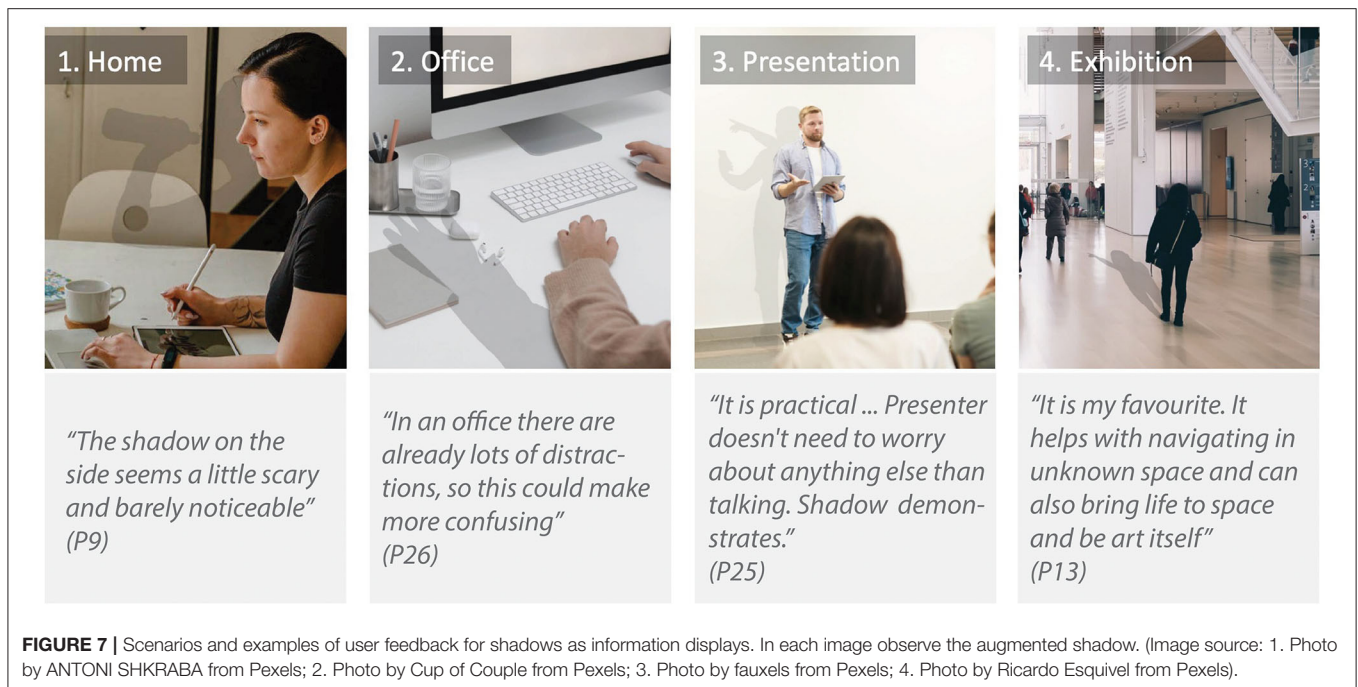 1. Home
2. Office
3. Presentation
4. Exhibition
“The shadow on the
side seems a little scary
and barely noticeable”
(P9)
“In an office there are
already lots of distrac-
tions, so this could make
more confusing”
(P26)
“It is practical ... Presenter
doesn't need to worry
about anything else than
talking. Shadow demon-
strates.”
(P25)
“It is my favourite. It
helps with navigating in
unknown space and can
also bring life to space
and be art itself”
(P13)
FIGURE 7 | Scenarios and examples of user feedback for shadows as information displays. In each image observe the augmented shadow. (Image source: 1. Photo
by ANTONI SHKRABA from Pexels; 2. Photo by Cup of Couple from Pexels; 3. Photo by fauxels from Pexels; 4. Photo by Ricardo Esquivel from Pexels).